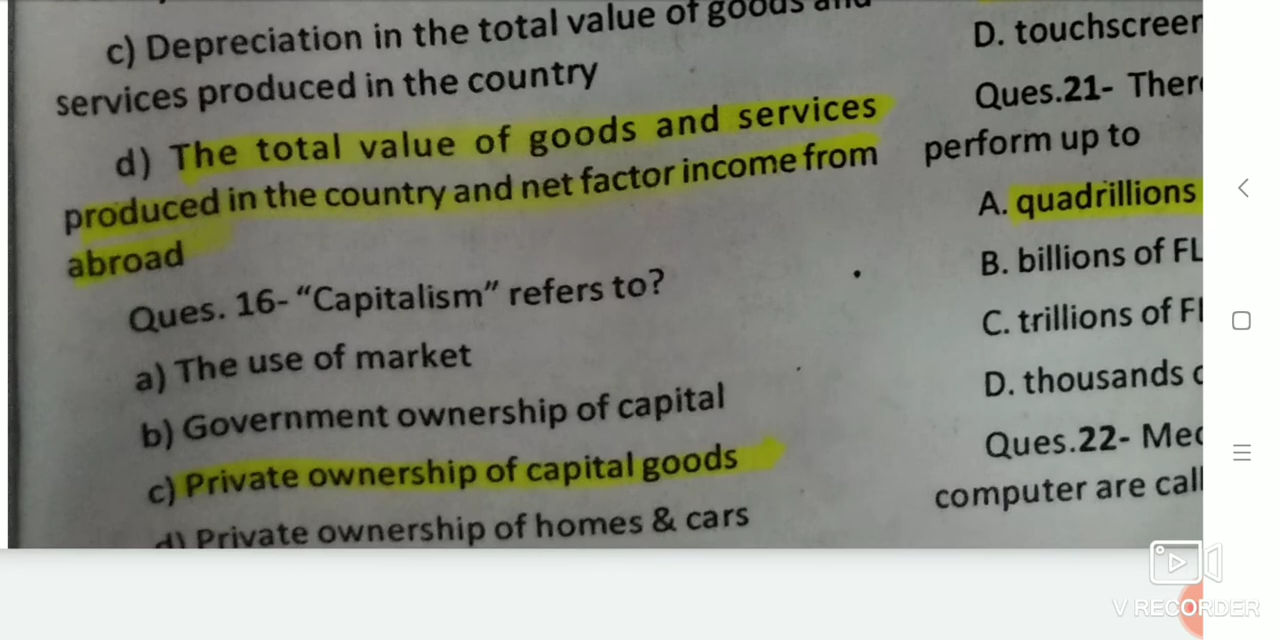 c) Depreciation in the total value of goods and
services produced in the country
d) The total value of goods and services
produced in the country and net factor income from
abroad
Ques. 16- “Capitalism” refers to?
a) The use of market
b) Government ownership of capital
c) Private ownership of capital goods
d) Private ownership of homes & cars
D. touchscreen
Ques.21- There
perform up to
A. quadrillions
B. billions of FL
C. trillions of Fl
D. thousands
Ques.22-
computer are call
V RECORDER